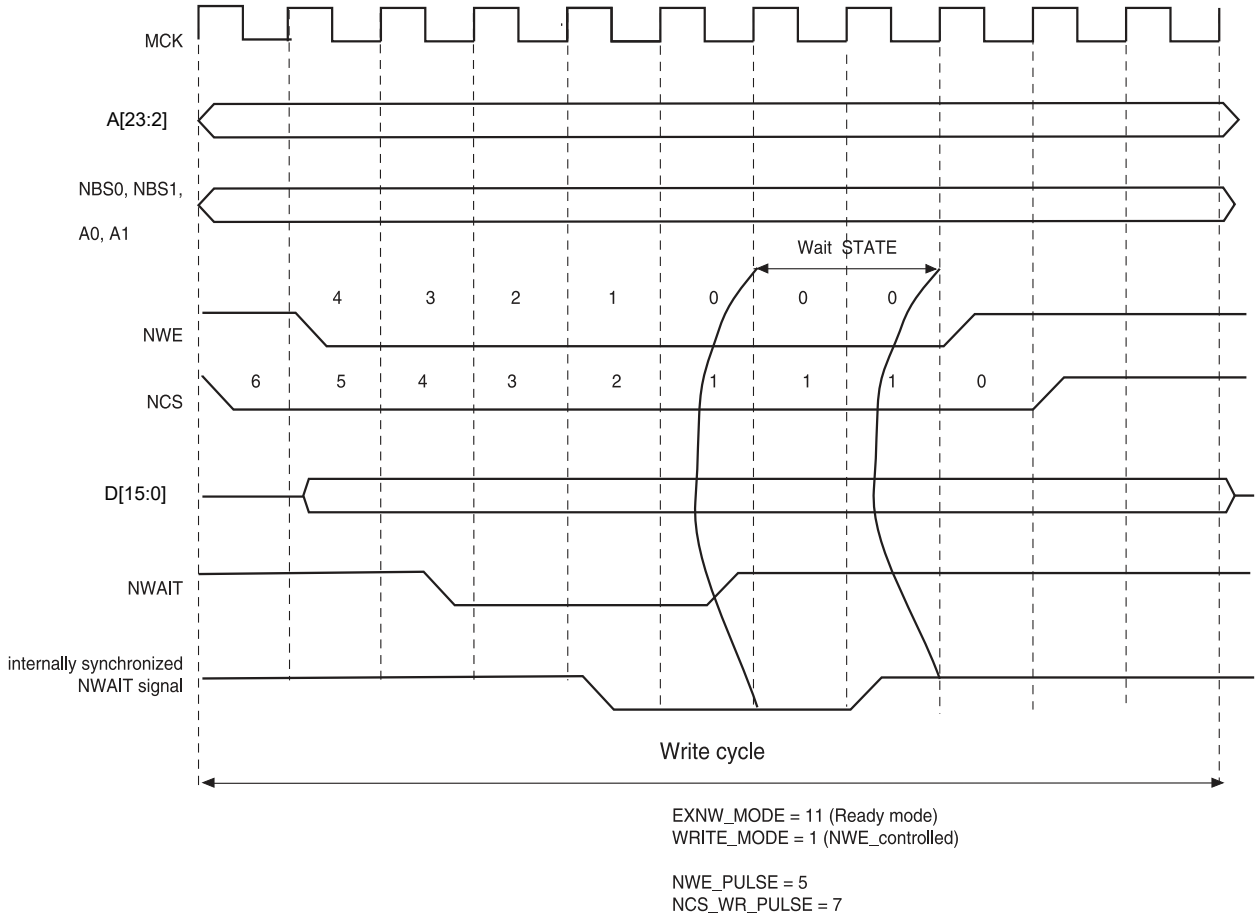 MCK
A[23:2]
NBS0, NBS1,
A0, A1
Wait STATE
4 3 2 1 0 0 0
NWE
6 5 4 3 2 1 1 1 0
NCS
D[15:0]
NWAIT
internally synchronized
NWAIT signal
Write cycle
EXNW_MODE = 11 (Ready mode)
WRITE_MODE = 1 (NWE_controlled)
NWE_PULSE = 5
NCS_WR_PULSE = 7